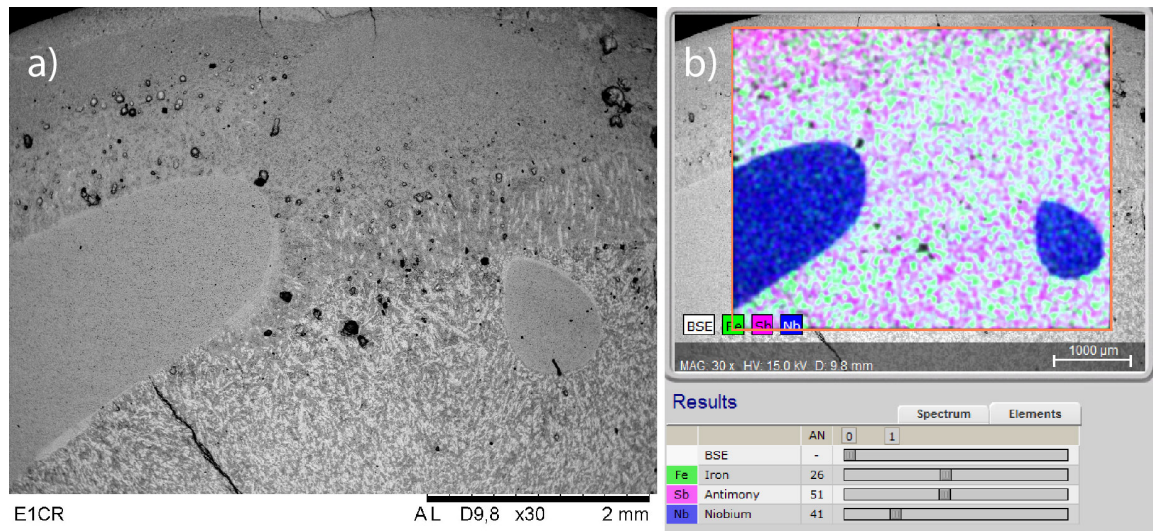 a)
E1CR
AL D9,8 x30 2 mm
b)
BSE Fe Sb Nb
MAG: 30 x HV: 15.0 kV D: 9.8 mm
1000 µm
Results
Spectrum Elements
AN 0 1
BSE -
Fe Iron 26
Sb Antimony 51
Nb Niobium 41